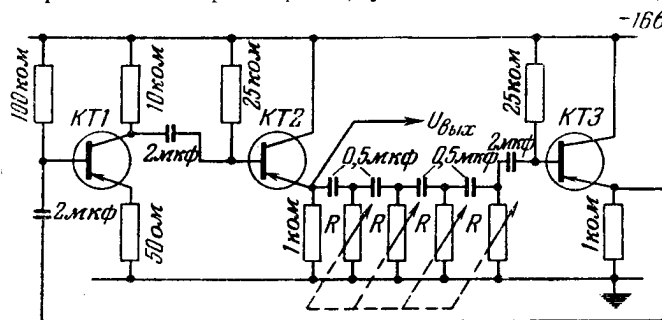 -16в
100ком
10ком
25ком
25ком
КТ1
КТ2
КТ3
Uвых
2мкф
0,5мкф
0,5мкф
2мкф
2мкф
50ом
1ком
R
R
R
R
1ком